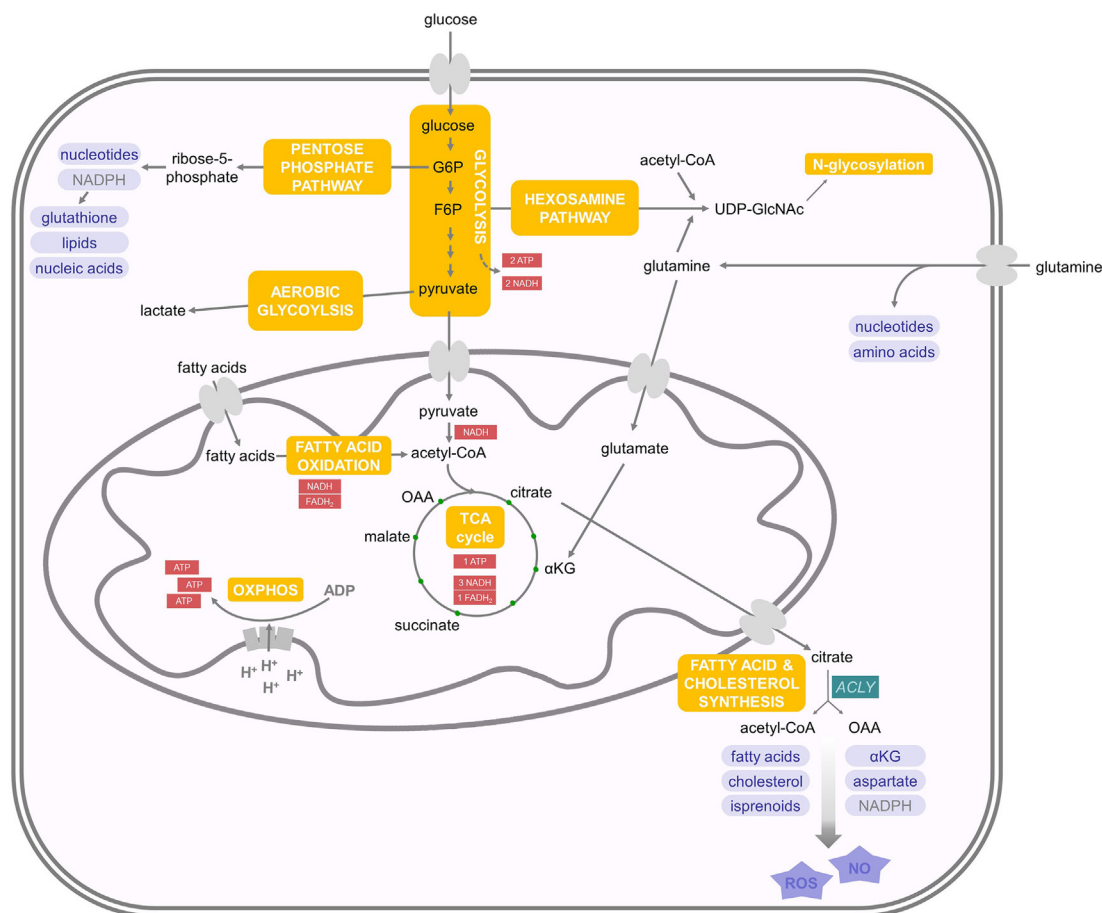 glucose
glucose
G6P
F6P
pyruvate
GLYCOLYSIS
2 ATP
2 NADH
PENTOSE
PHOSPHATE
PATHWAY
ribose-5-
phosphate
nucleotides
NADPH
glutathione
lipids
nucleic acids
HEXOSAMINE
PATHWAY
acetyl-CoA
UDP-GlcNAc
N-glycosylation
glutamine
glutamine
nucleotides
amino acids
AEROBIC
GLYCOYLSIS
lactate
fatty acids
fatty acids
FATTY ACID
OXIDATION
NADH
FADH₂
pyruvate
NADH
acetyl-CoA
glutamate
OAA
citrate
malate
αKG
succinate
TCA
cycle
1 ATP
3 NADH
1 FADH₂
ATP
ATP
ATP
OXPHOS
ADP
H⁺
H⁺
H⁺
H⁺
FATTY ACID &
CHOLESTEROL
SYNTHESIS
citrate
ACLY
acetyl-CoA
OAA
fatty acids
cholesterol
isprenoids
αKG
aspartate
NADPH
ROS
NO